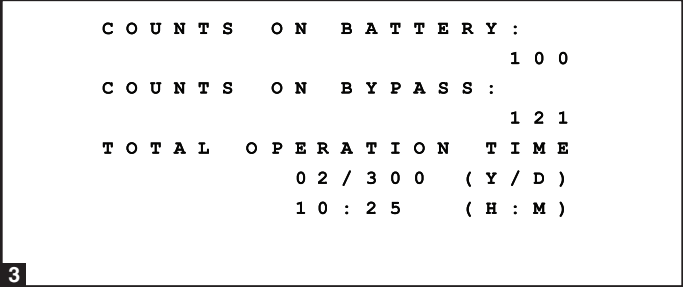 COUNTS ON BATTERY:
100
COUNTS ON BYPASS:
121
TOTAL OPERATION TIME
02/300 (Y/D)
10:25 (H:M)
3